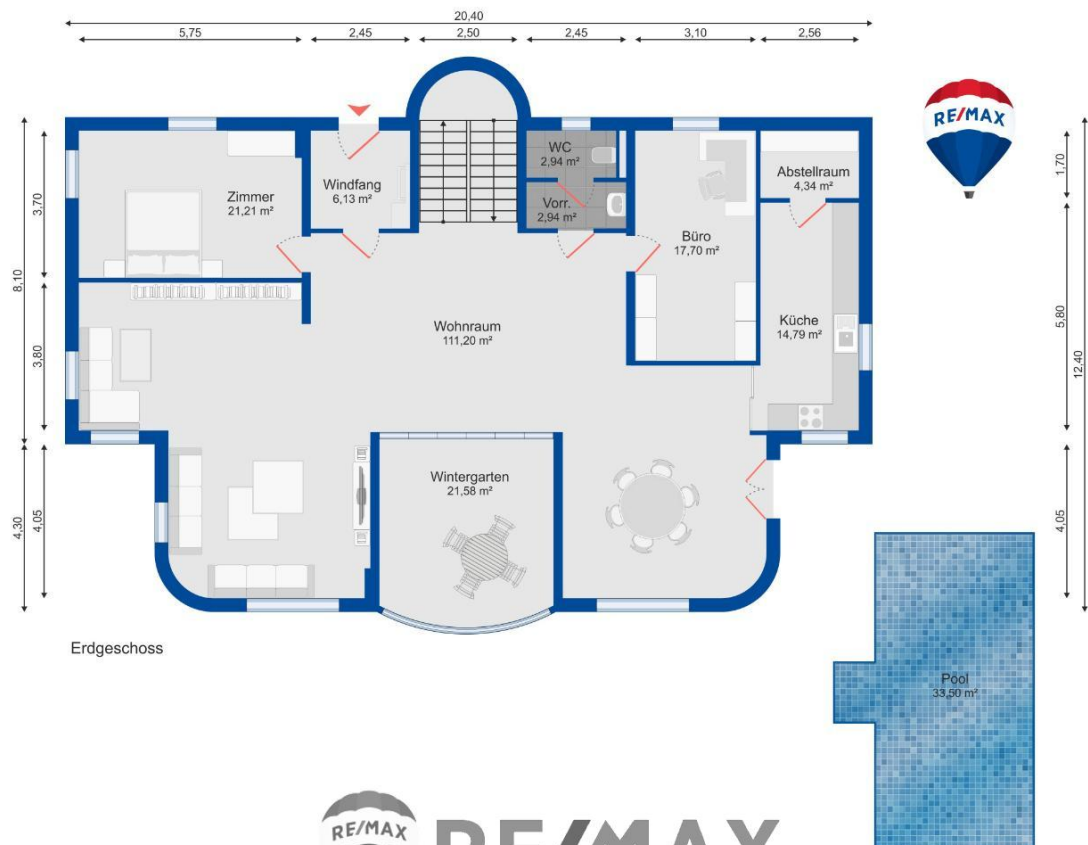 20,40
5,75
2,45
2,50
2,45
3,10
2,56
RE/MAX
8,10
3,70
3,80
4,30
4,05
1,70
5,80
12,40
4,05
Zimmer
21,21 m²
Windfang
6,13 m²
WC
2,94 m²
Vorr.
2,94 m²
Büro
17,70 m²
Abstellraum
4,34 m²
Küche
14,79 m²
Wohnraum
111,20 m²
Wintergarten
21,58 m²
Erdgeschoss
Pool
33,50 m²
RE/MAX
RE/MAX